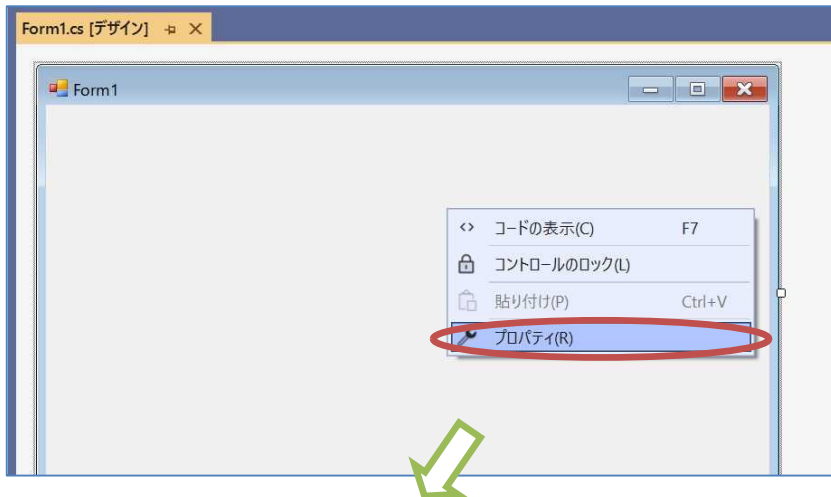 Form1.cs [デザイン]
Form1
コードの表示(C) F7
コントロールのロック(L)
貼り付け(P) Ctrl+V
プロパティ(R)